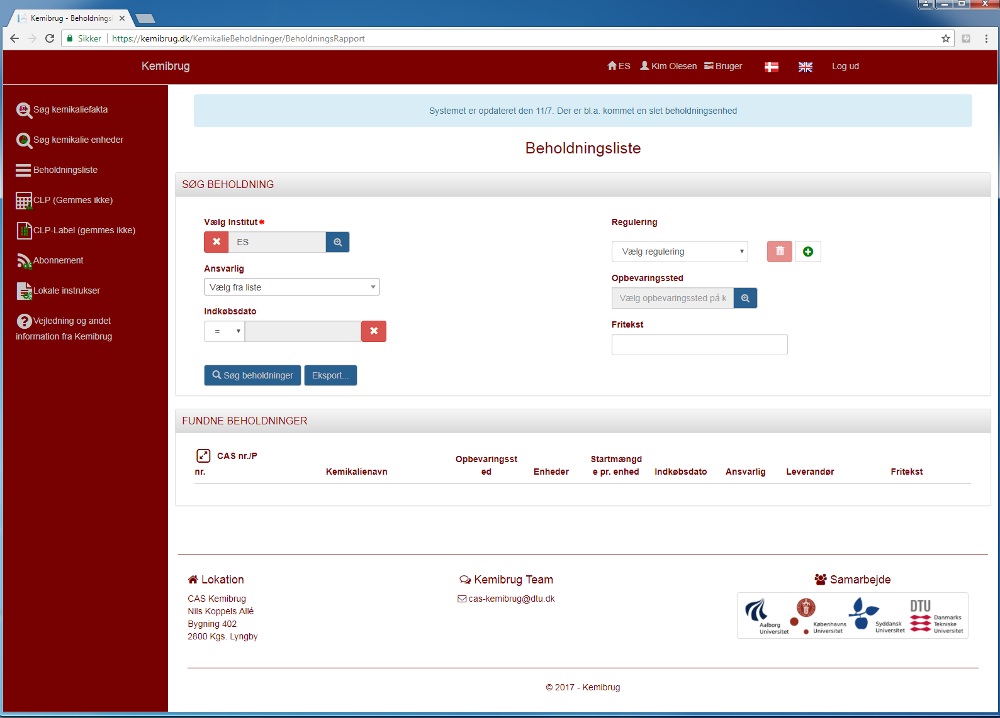 Kemibrug - Beholdnings
Sikker | https://kemibrug.dk/KemikalieBeholdninger/BeholdningsRapport
Kemibrug
ES Kim Olesen Bruger Log ud
Søg kemikaliefakta
Søg kemikalie enheder
Beholdningsliste
CLP (Gemmes ikke)
CLP-Label (gemmes ikke)
Abonnement
Lokale instrukser
Vejledning og andet
information fra Kemibrug
Systemet er opdateret den 11/7. Der er bl.a. kommet en slet beholdningsenhed
Beholdningsliste
SØG BEHOLDNING
Vælg Institut*
ES
Ansvarlig
Vælg fra liste
Indkøbsdato
=
Søg beholdninger Eksport...
Regulering
Vælg regulering
Opbevaringssted
Vælg opbevaringssted på k
Fritekst
FUNDNE BEHOLDNINGER
CAS nr./P
nr.
Kemikalienavn
Opbevaringsst
ed
Enheder
Startmængd
e pr. enhed
Indkøbsdato
Ansvarlig
Leverandør
Fritekst
Lokation
CAS Kemibrug
Nils Koppels Allé
Bygning 402
2800 Kgs. Lyngby
Kemibrug Team
cas-kemibrug@dtu.dk
Samarbejde
Aalborg
Universitet
Københavns
Universitet
Syddansk
Universitet
DTU
Danmarks
Tekniske
Universitet
© 2017 - Kemibrug